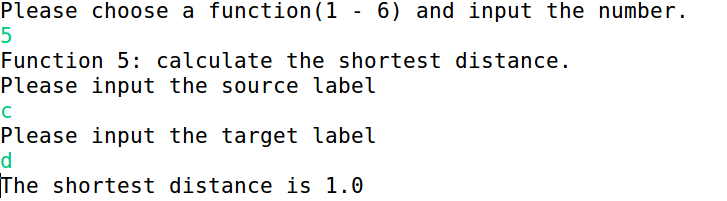 Please choose a function(1 - 6) and input the number.
5
Function 5: calculate the shortest distance.
Please input the source label
c
Please input the target label
d
The shortest distance is 1.0